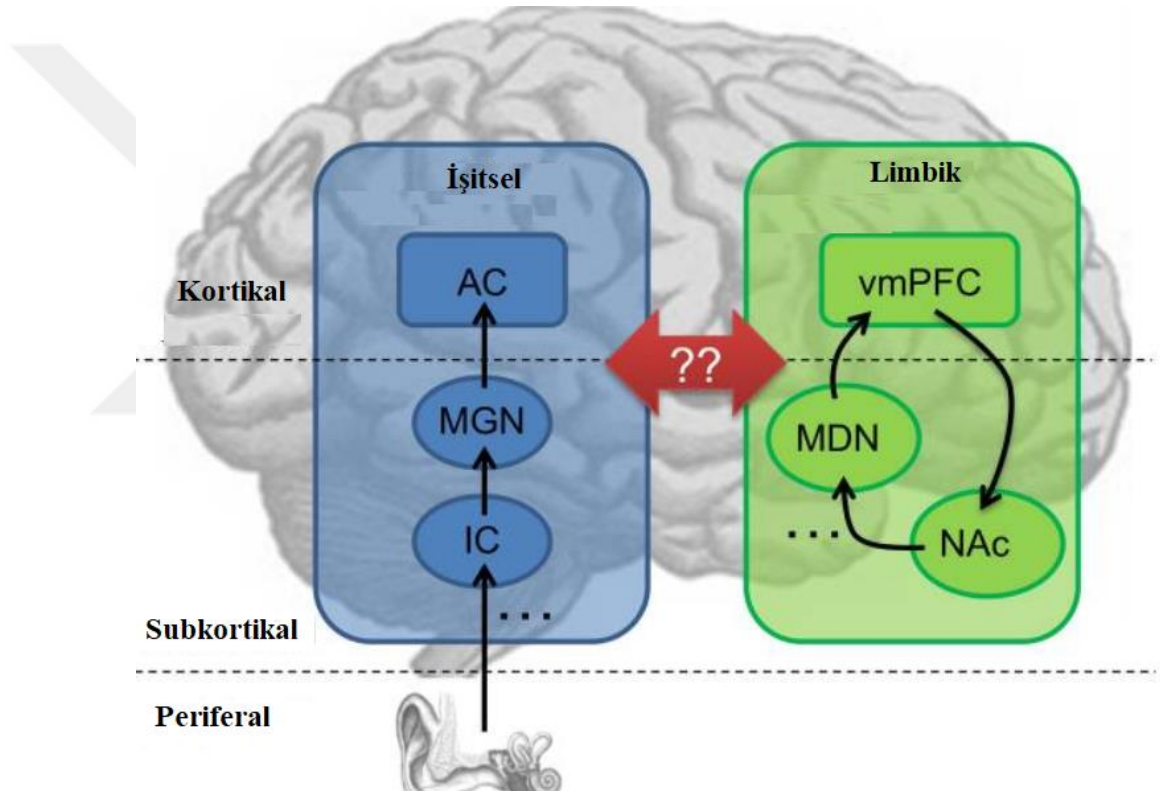 İşitsel
Limbik
Kortikal
AC
vmPFC
??
MGN
MDN
IC
NAc
...
...
Subkortikal
Periferal